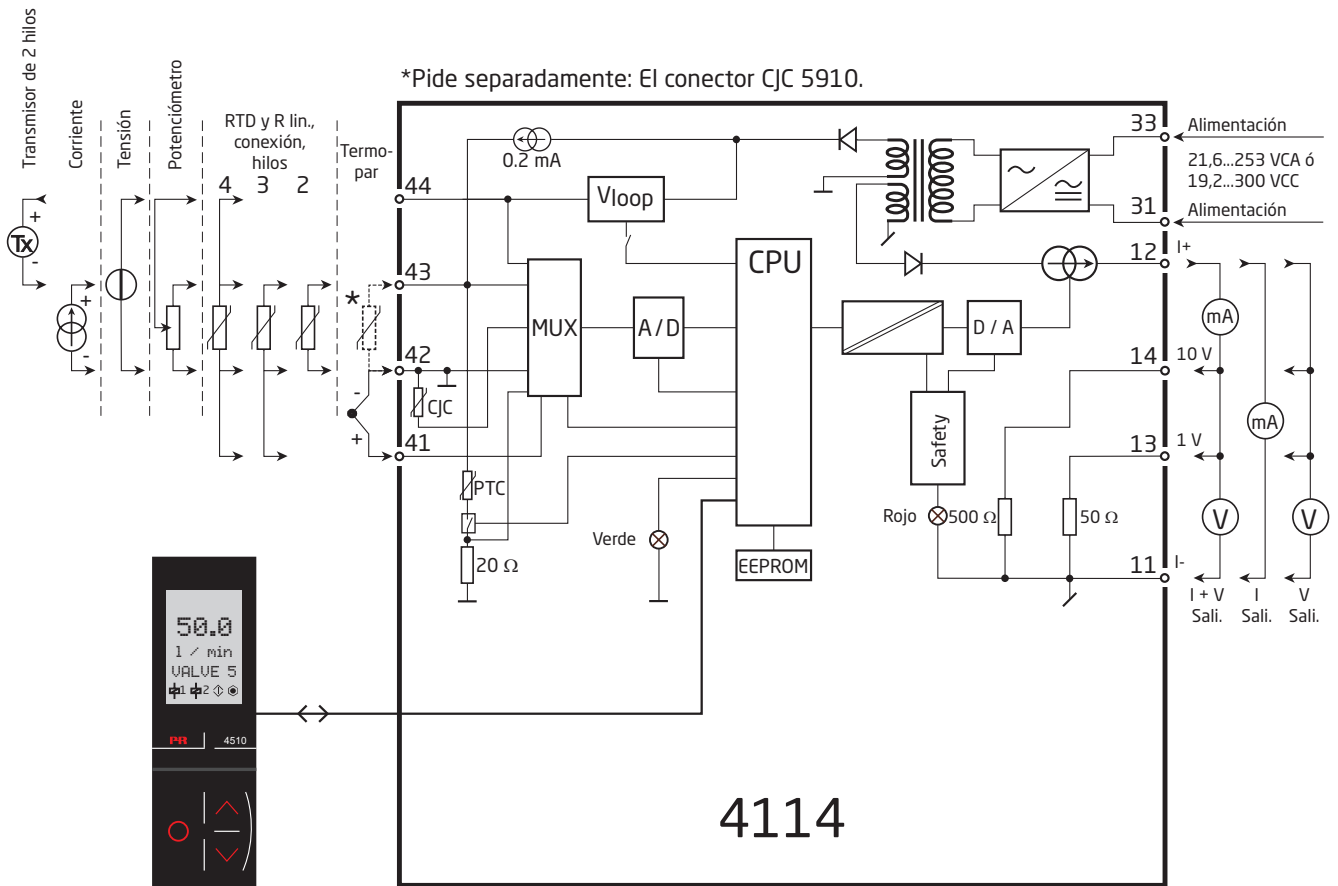 *Pide separadamente: El conector CJC 5910.
Transmisor de 2 hilos
Corriente
Tensión
Potenciómetro
RTD y R lin.,
conexión,
hilos
4 3 2
Termo-
par
Tx
+
-
+
-
*
-
+
44
43
42
41
0.2 mA
Vloop
CPU
MUX
A/D
D / A
CJC
PTC
20 Ω
Verde
EEPROM
Safety
Rojo
500 Ω
50 Ω
33
Alimentación
21,6...253 VCA ó
19,2...300 VCC
31
Alimentación
12
I+
14
10 V
13
1 V
11
I-
mA
mA
V
V
I + V
Sali.
I
Sali.
V
Sali.
50.0
l / min
VALVE 5
1 2
PR
4510
4114